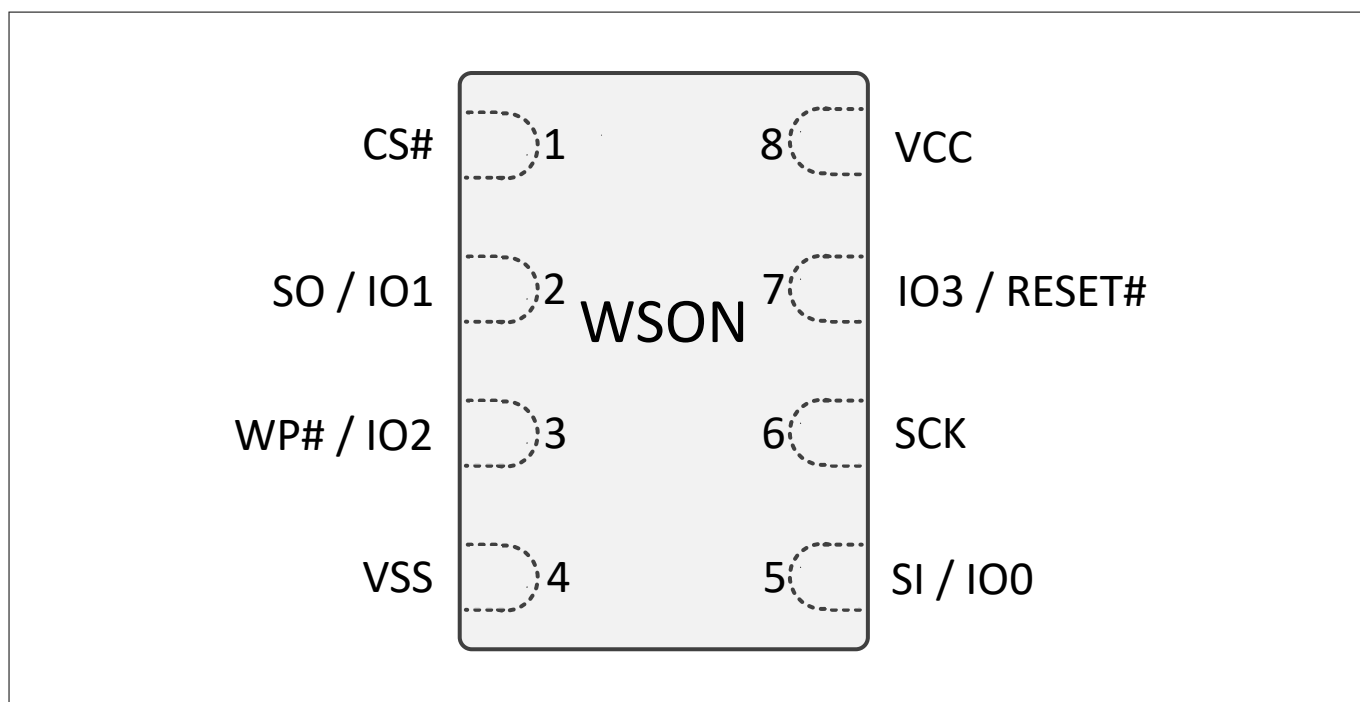 CS# 1 8 VCC
SO / IO1 2 7 IO3 / RESET#
WSON
WP# / IO2 3 6 SCK
VSS 4 5 SI / IO0